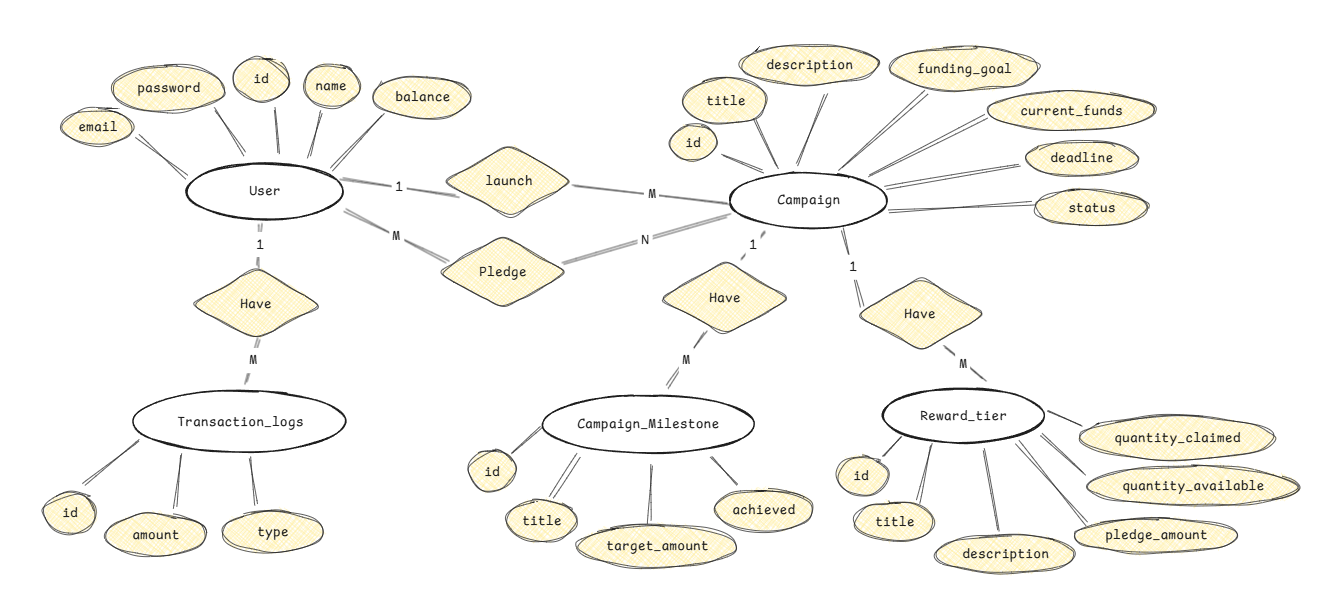 description
funding_goal
id
password
name
balance
title
current_funds
email
id
deadline
launch
1
User
M
Campaign
status
M
N
1
1
Pledge
1
Have
Have
Have
M
M
M
Transaction_logs
Campaign_Milestone
Reward_tier
quantity_claimed
id
id
quantity_available
id
amount
type
title
achieved
title
target_amount
pledge_amount
description